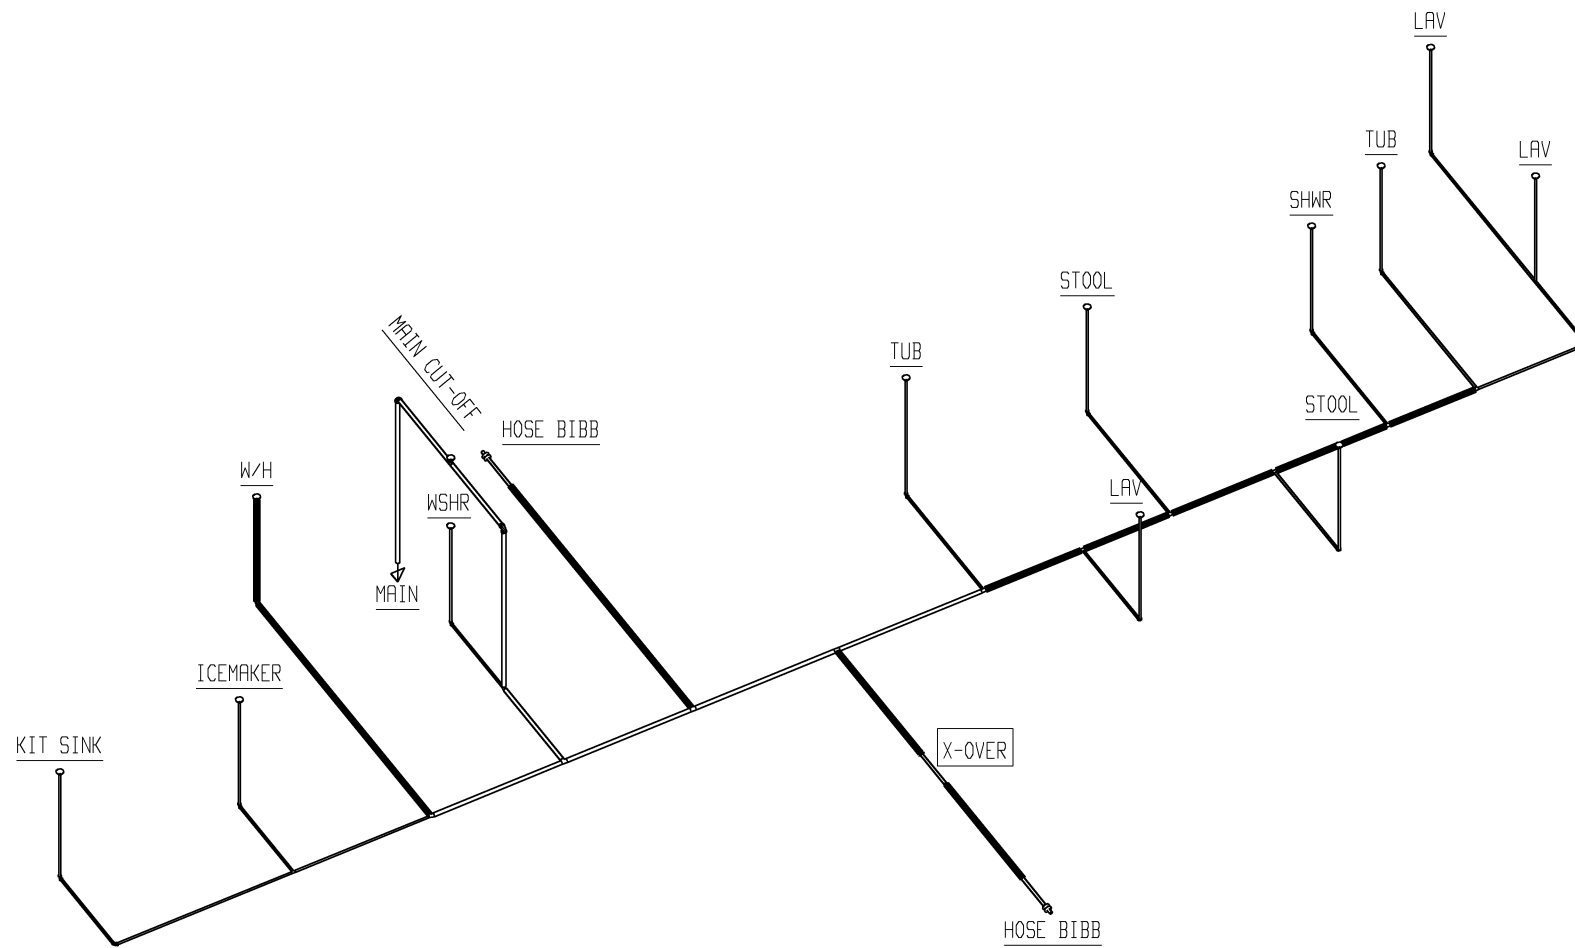 LAV
TUB
LAV
SHWR
STOOL
MAIN CUT-OFF
TUB
STOOL
HOSE BIBB
W/H
LAV
WSHR
MAIN
ICEMAKER
KIT SINK
X-OVER
HOSE BIBB